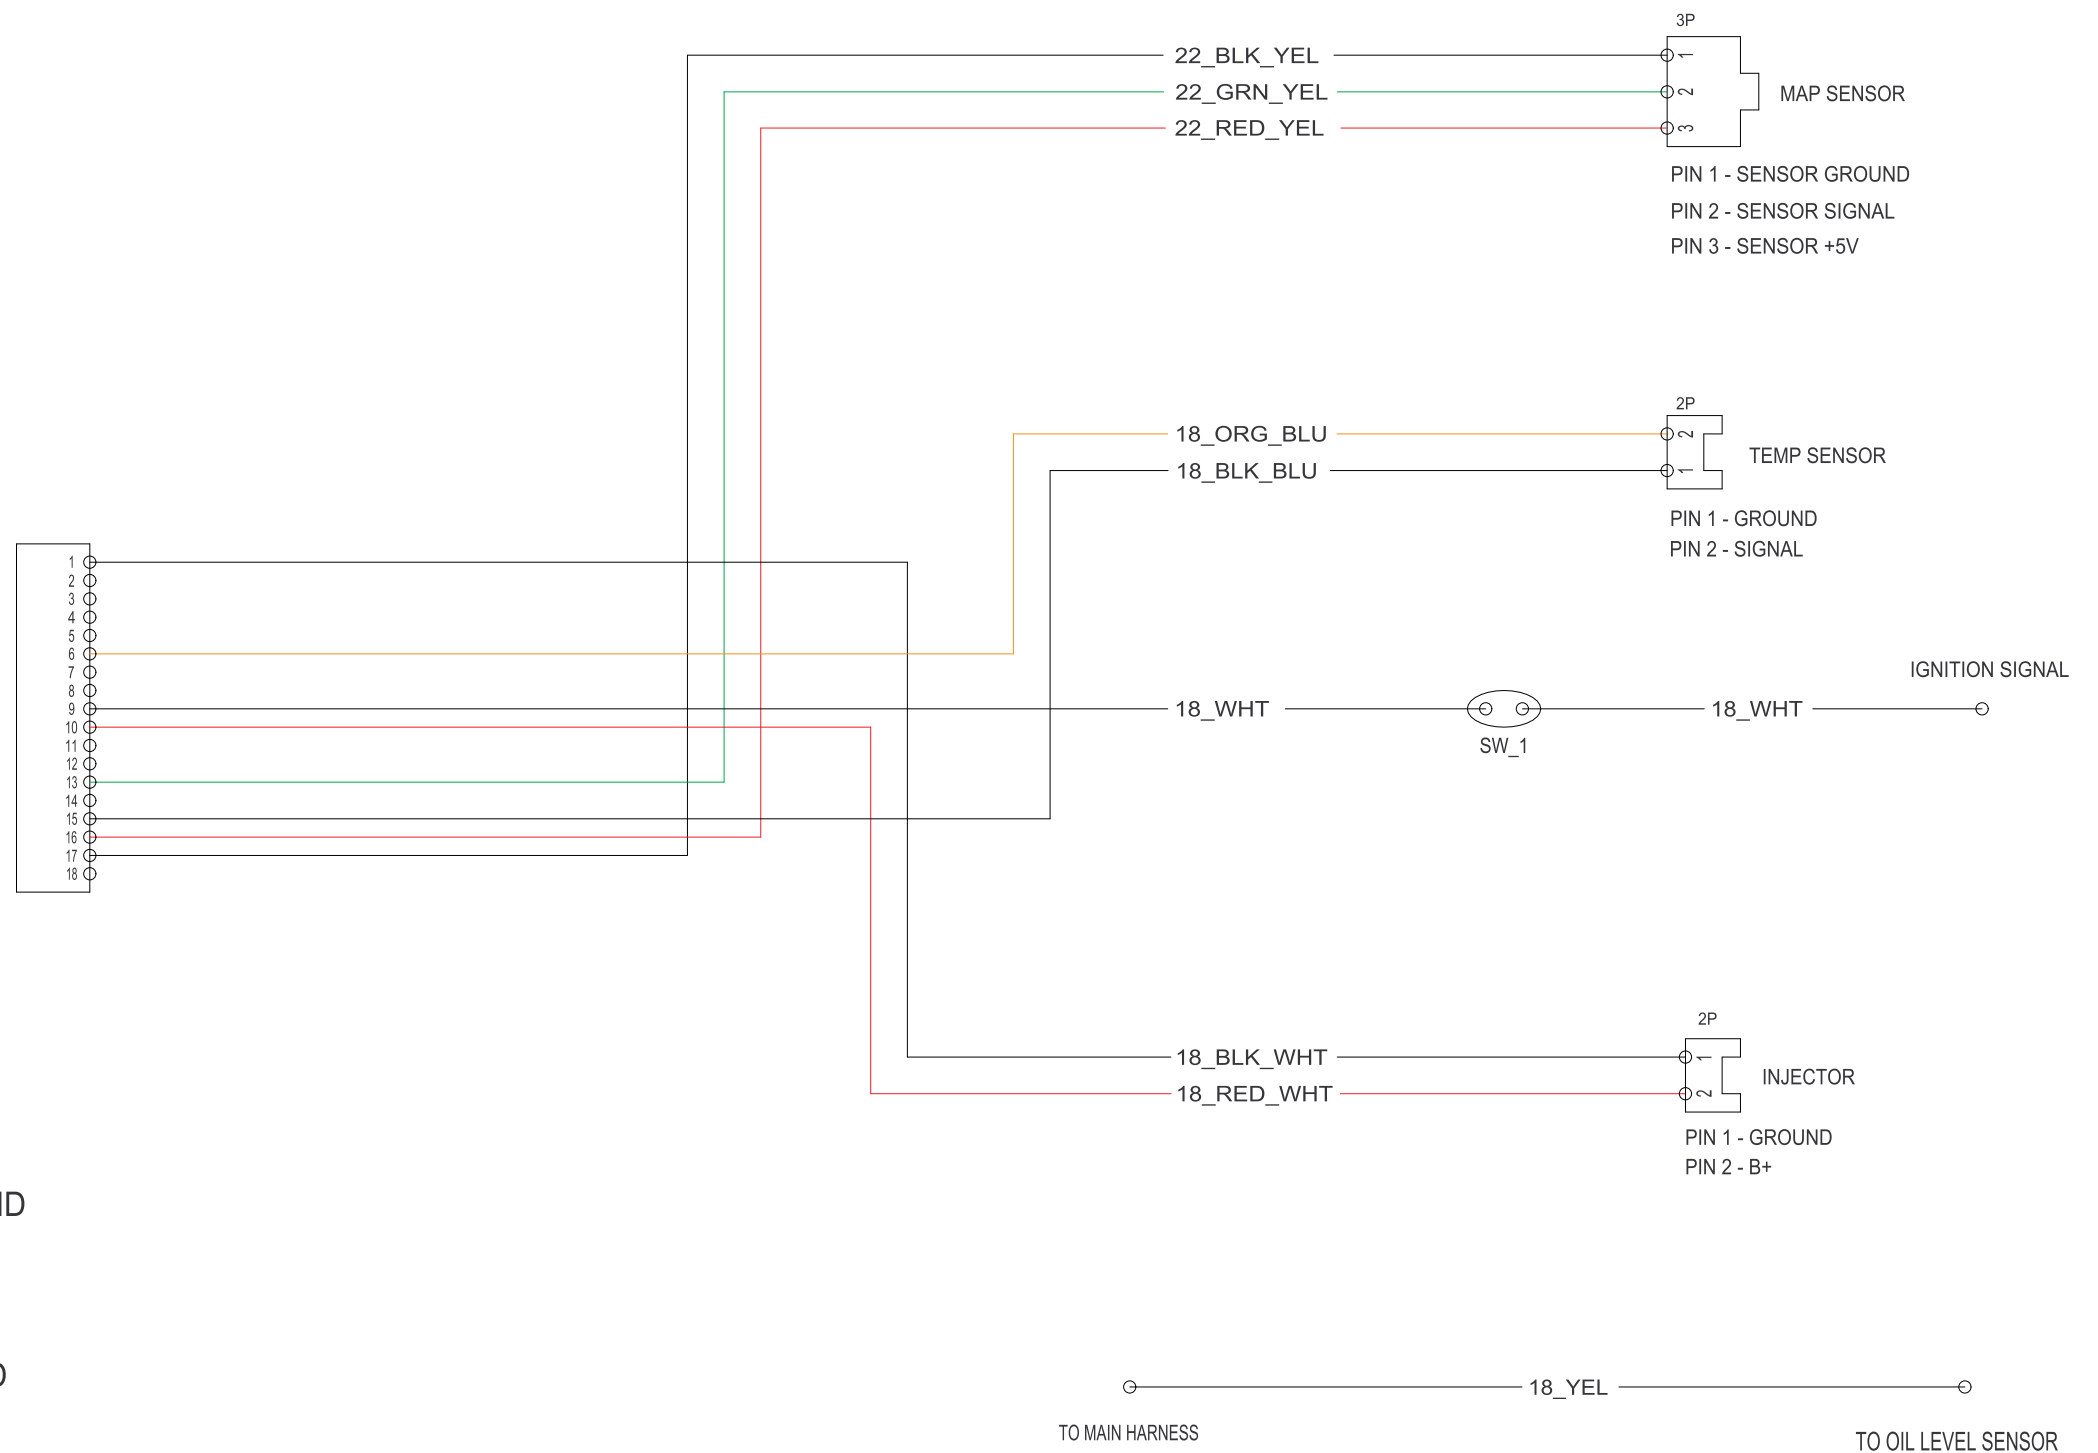 3P
22_BLK_YEL
1
22_GRN_YEL
2
MAP SENSOR
22_RED_YEL
3
PIN 1 - SENSOR GROUND
PIN 2 - SENSOR SIGNAL
PIN 3 - SENSOR +5V
2P
18_ORG_BLU
2
TEMP SENSOR
18_BLK_BLU
1
PIN 1 - GROUND
PIN 2 - SIGNAL
1
2
3
4
5
6
7
8
9
10
11
12
13
14
15
16
17
18
IGNITION SIGNAL
18_WHT
18_WHT
SW_1
2P
18_BLK_WHT
1
INJECTOR
18_RED_WHT
2
PIN 1 - GROUND
PIN 2 - B+
18_YEL
TO MAIN HARNESS
TO OIL LEVEL SENSOR